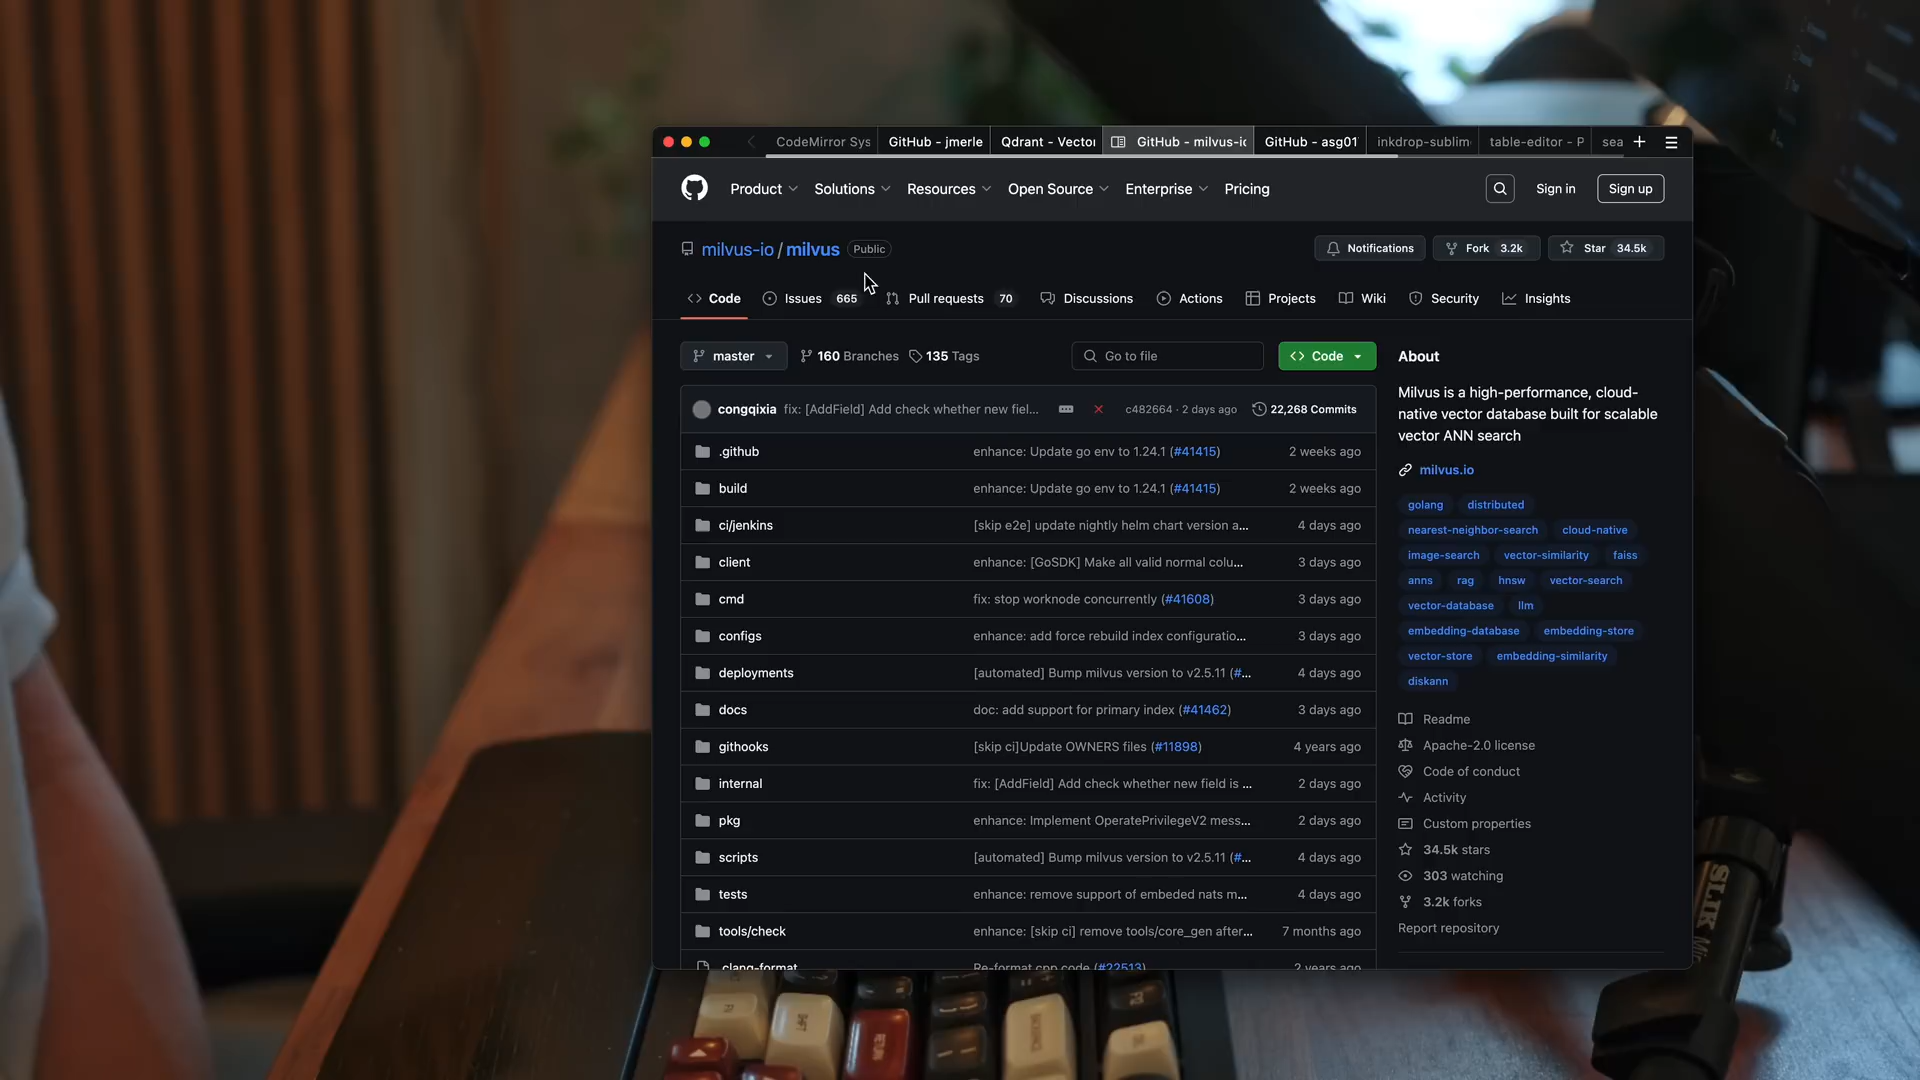 CodeMirror Sys GitHub - jmerle Qdrant - Vector GitHub - milvus-io GitHub - asg01 inkdrop-sublim table-editor - P sea
Product Solutions Resources Open Source Enterprise Pricing Sign in Sign up
milvus-io / milvus Public Notifications Fork 3.2k Star 34.5k
Code Issues 665 Pull requests 70 Discussions Actions Projects Wiki Security Insights
master 160 Branches 135 Tags Go to file Code
congqixia fix: [AddField] Add check whether new fiel... c482664 · 2 days ago 22,268 Commits
.github enhance: Update go env to 1.24.1 (#41415) 2 weeks ago
build enhance: Update go env to 1.24.1 (#41415) 2 weeks ago
ci/jenkins [skip e2e] update nightly helm chart version a... 4 days ago
client enhance: [GoSDK] Make all valid normal colu... 3 days ago
cmd fix: stop worknode concurrently (#41608) 3 days ago
configs enhance: add force rebuild index configuratio... 3 days ago
deployments [automated] Bump milvus version to v2.5.11 (#... 4 days ago
docs doc: add support for primary index (#41462) 3 days ago
githooks [skip ci]Update OWNERS files (#11898) 4 years ago
internal fix: [AddField] Add check whether new field is ... 2 days ago
pkg enhance: Implement OperatePrivilegeV2 mess... 2 days ago
scripts [automated] Bump milvus version to v2.5.11 (#... 4 days ago
tests enhance: remove support of embeded nats m... 4 days ago
tools/check enhance: [skip ci] remove tools/core_gen after... 7 months ago
.clang-format Re-format cpp code (#22513) 2 years ago
About
Milvus is a high-performance, cloud-
native vector database built for scalable
vector ANN search
milvus.io
golang distributed
nearest-neighbor-search cloud-native
image-search vector-similarity faiss
anns rag hnsw vector-search
vector-database llm
embedding-database embedding-store
vector-store embedding-similarity
diskann
Readme
Apache-2.0 license
Code of conduct
Activity
Custom properties
34.5k stars
303 watching
3.2k forks
Report repository
SLIK
SHIFT
RETURN